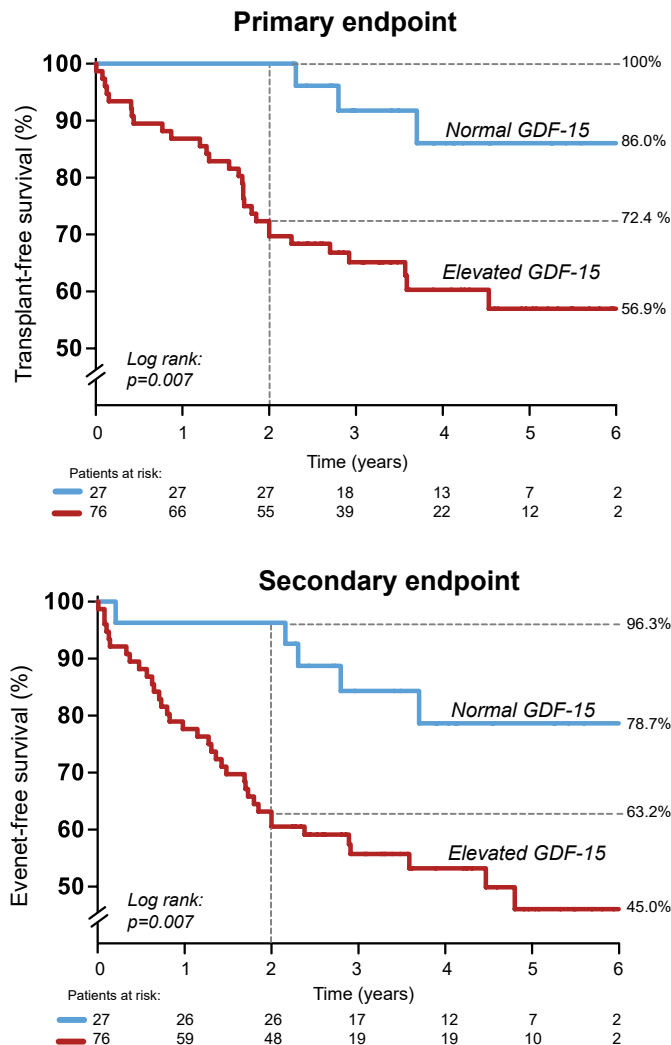 Primary endpoint
Transplant-free survival (%)
100
90
80
70
60
50
100%
Normal GDF-15
86.0%
72.4 %
Elevated GDF-15
56.9%
Log rank:
p=0.007
0 1 2 3 4 5 6
Time (years)
Patients at risk:
27 27 27 18 13 7 2
76 66 55 39 22 12 2
Secondary endpoint
Evenet-free survival (%)
100
90
80
70
60
50
96.3%
Normal GDF-15
78.7%
63.2%
Elevated GDF-15
45.0%
Log rank:
p=0.007
0 1 2 3 4 5 6
Time (years)
Patients at risk:
27 26 26 17 12 7 2
76 59 48 19 19 10 2